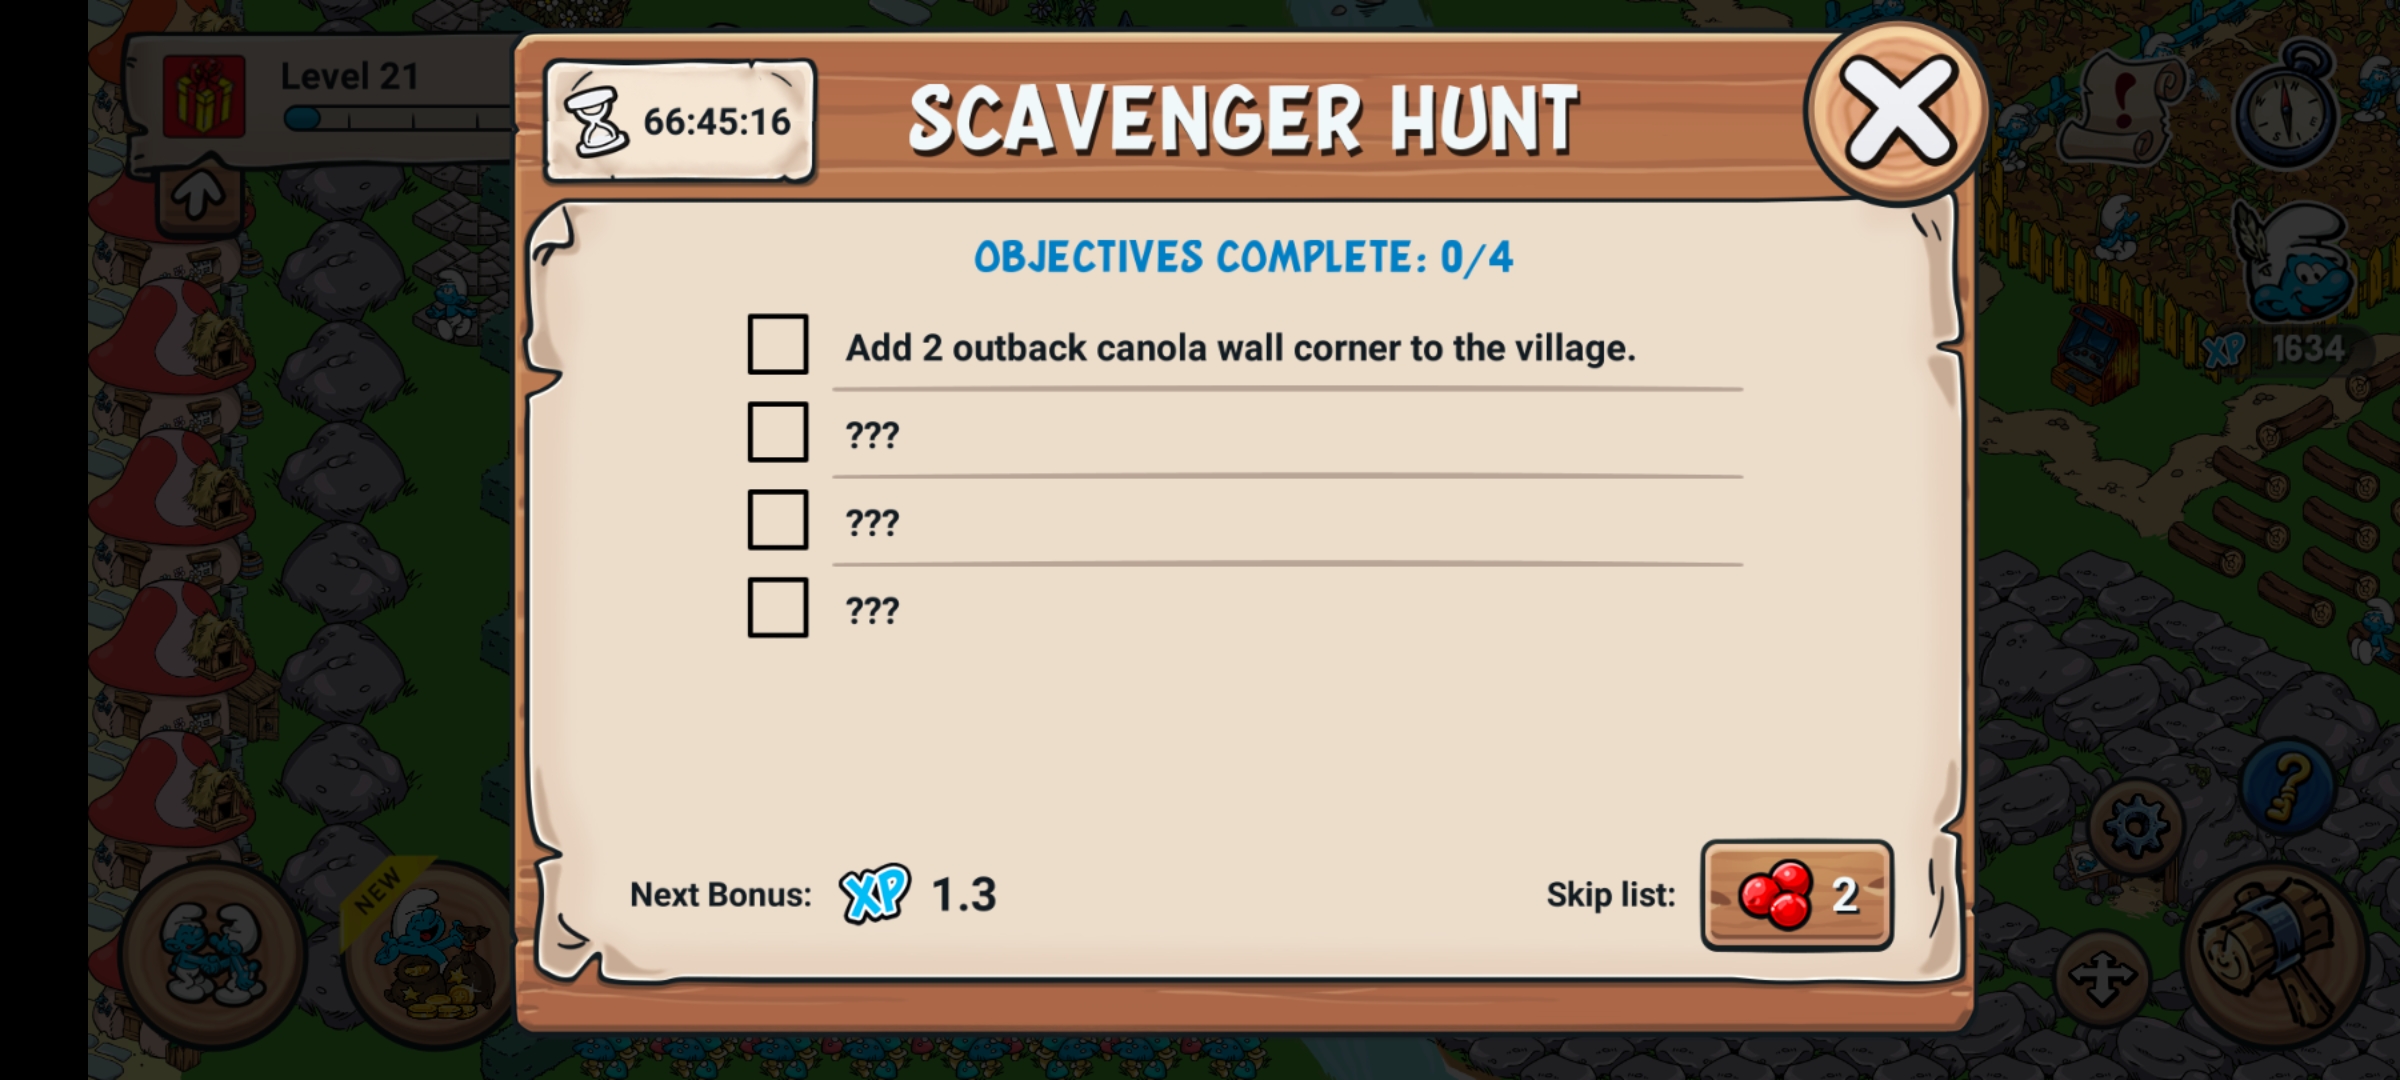 Level 21
66:45:16
SCAVENGER HUNT
OBJECTIVES COMPLETE: 0/4
Add 2 outback canola wall corner to the village.
???
???
???
XP 1634
NEW
Next Bonus: XP 1.3
Skip list: 2